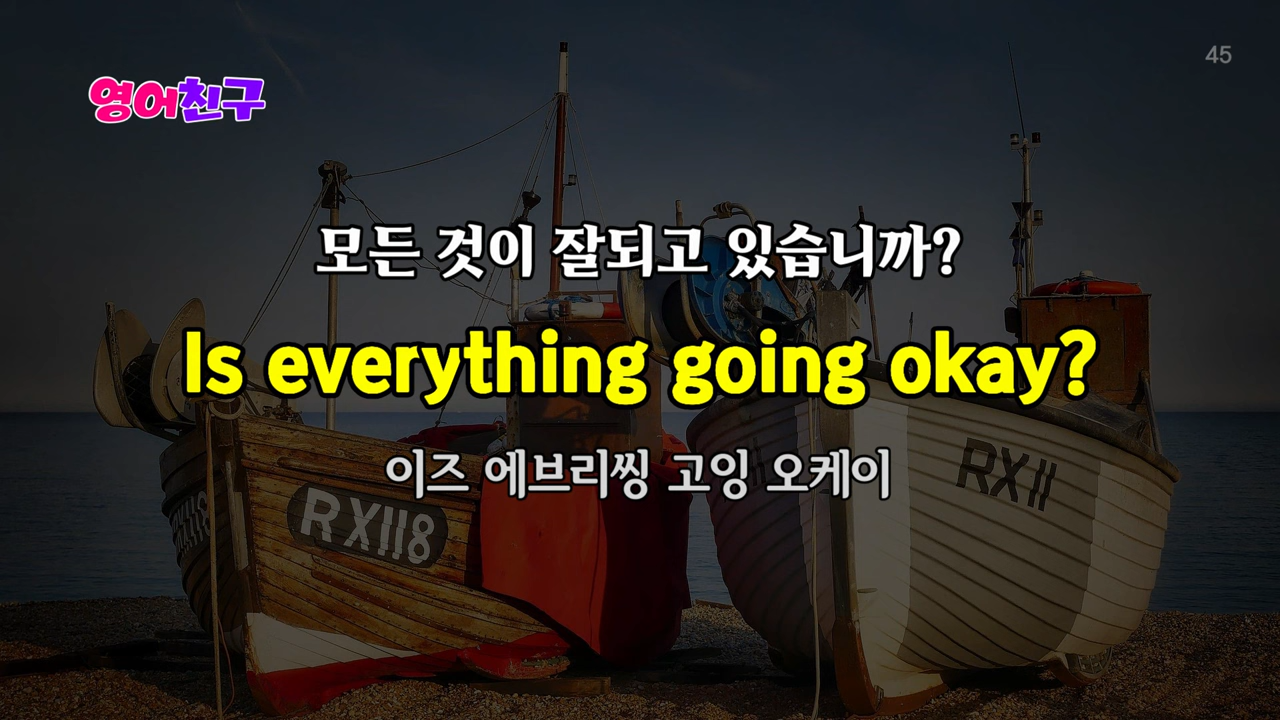 45
영어친구
모든 것이 잘되고 있습니까?
Is everything going okay?
이즈 에브리씽 고잉 오케이
RX118
RX11